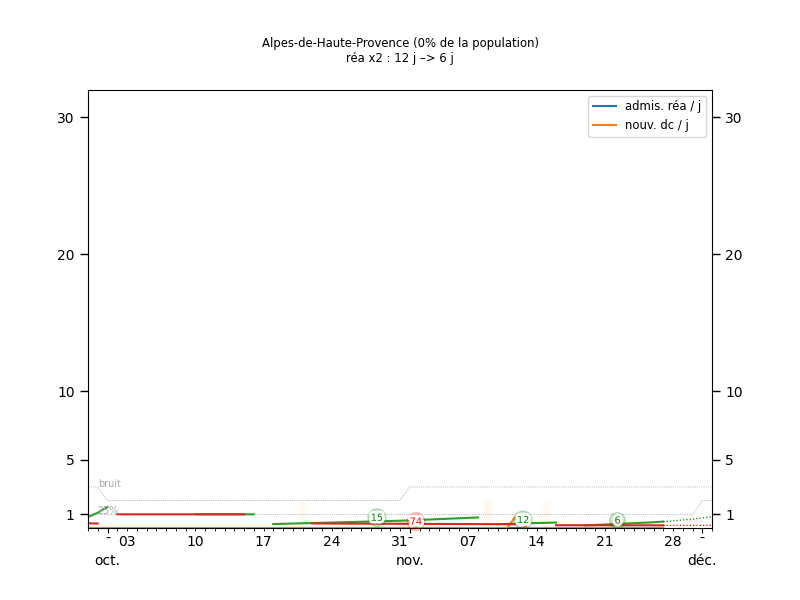 Alpes-de-Haute-Provence (0% de la population)
réa x2 : 12 j –> 6 j
admis. réa / j
nouv. dc / j
30 30
20 20
10 10
5 5
bruit
25%
15 74 12 6
1 1
03 10 17 24 31 07 14 21 28
oct. nov. déc.